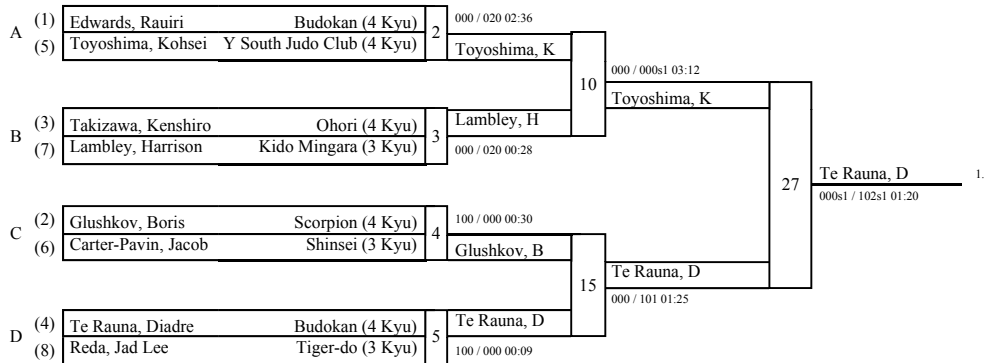 A (1) Edwards, Rauiri Budokan (4 Kyu) 2 000 / 020 02:36
(5) Toyoshima, Kohsei Y South Judo Club (4 Kyu) Toyoshima, K
10 000 / 000s1 03:12
Toyoshima, K
B (3) Takizawa, Kenshiro Ohori (4 Kyu) 3 Lambley, H
(7) Lambley, Harrison Kido Mingara (3 Kyu) 000 / 020 00:28
27 Te Rauna, D 1.
000s1 / 102s1 01:20
C (2) Glushkov, Boris Scorpion (4 Kyu) 4 100 / 000 00:30
(6) Carter-Pavin, Jacob Shinsei (3 Kyu) Glushkov, B
15 Te Rauna, D
000 / 101 01:25
D (4) Te Rauna, Diadre Budokan (4 Kyu) 5 Te Rauna, D
(8) Reda, Jad Lee Tiger-do (3 Kyu) 100 / 000 00:09